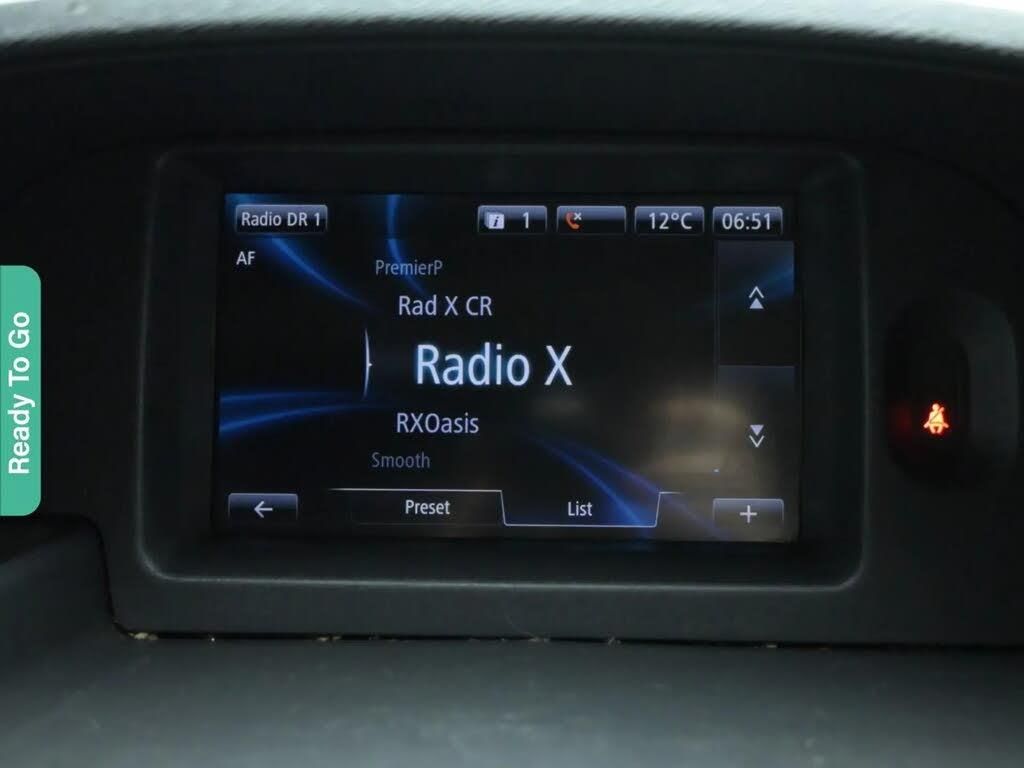 Radio DR 1
1
12°C
06:51
AF
PremierP
Rad X CR
Radio X
RXOasis
Smooth
Preset
List
Ready To Go